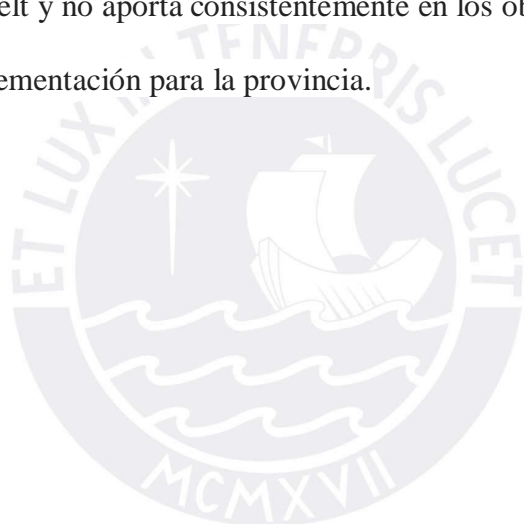 elt y no aporta consistentemente en los ob
ementación para la provincia.
ET LUX IN TENEBRIS LUCET
MCMXVII